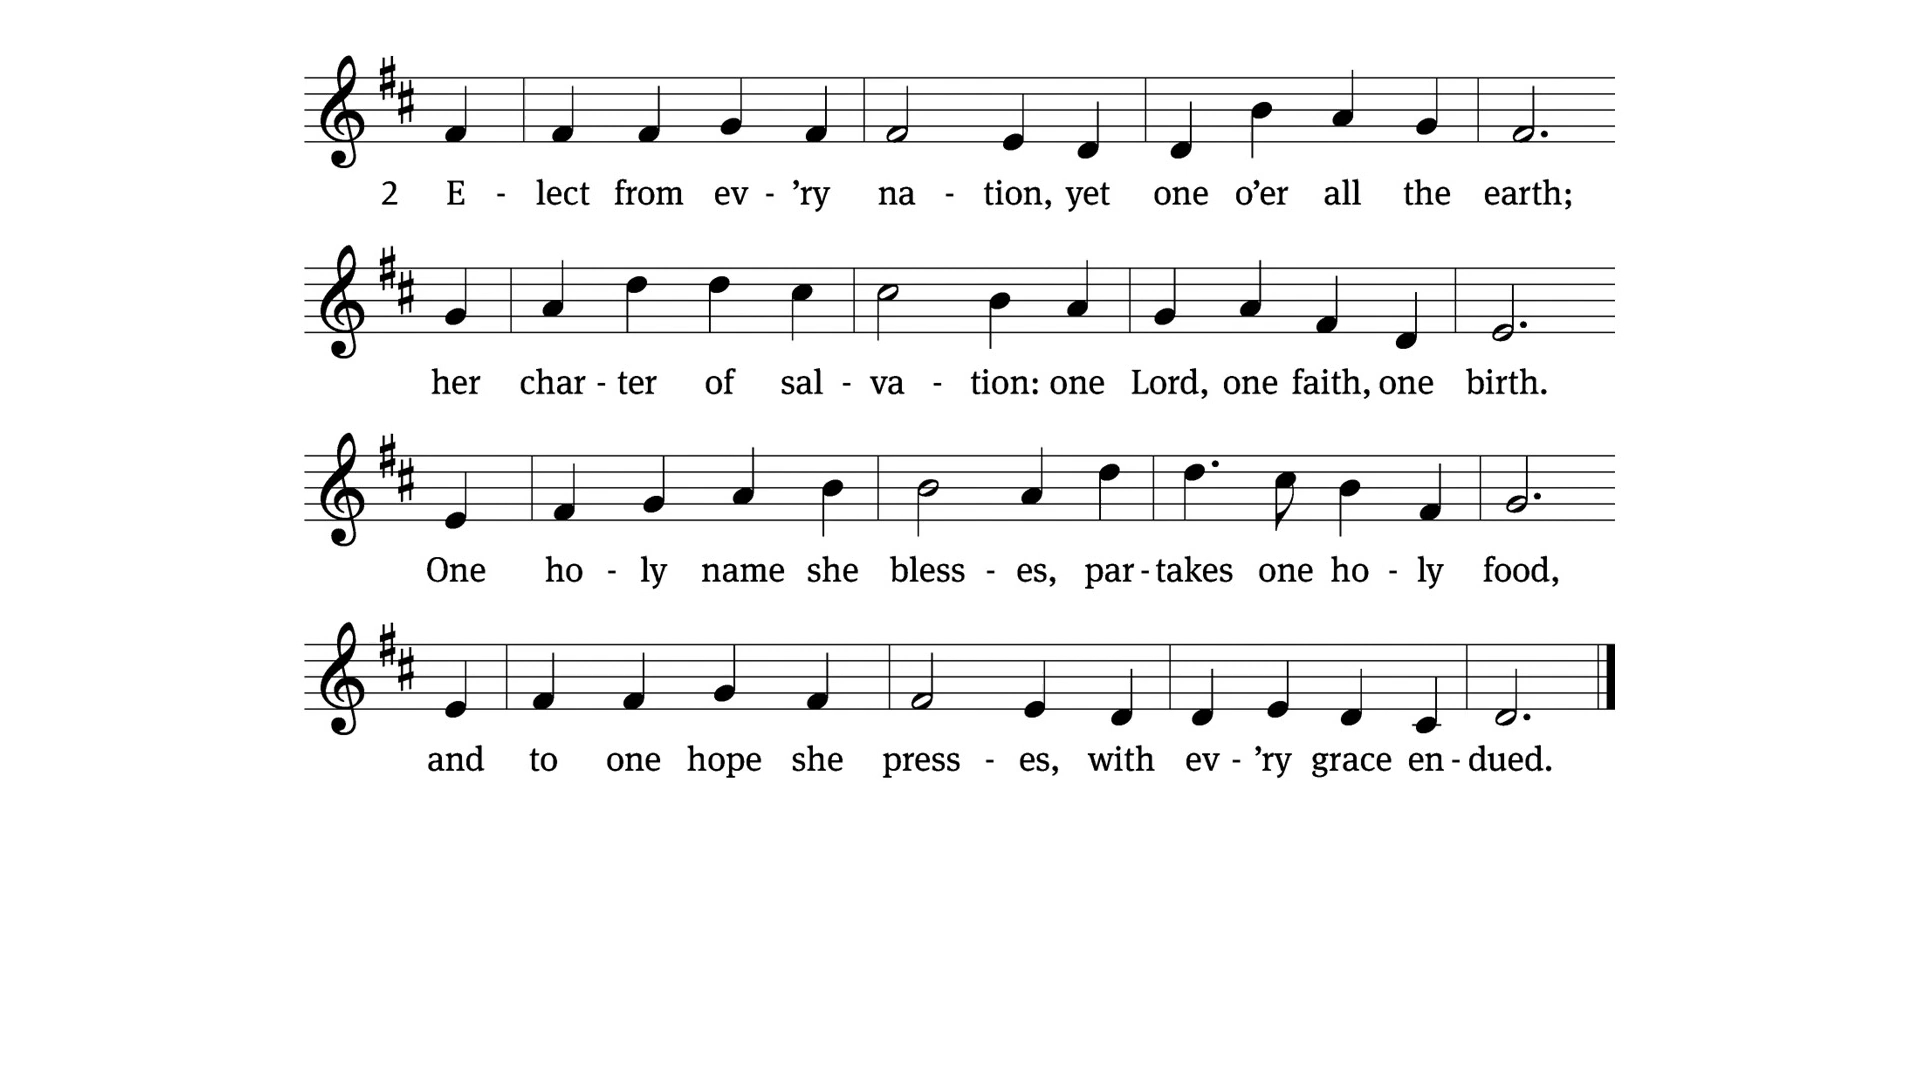 2 E - lect from ev - ’ry na - tion, yet one o’er all the earth;
her char - ter of sal - va - tion: one Lord, one faith, one birth.
One ho - ly name she bless - es, par - takes one ho - ly food,
and to one hope she press - es, with ev - ’ry grace en - dued.